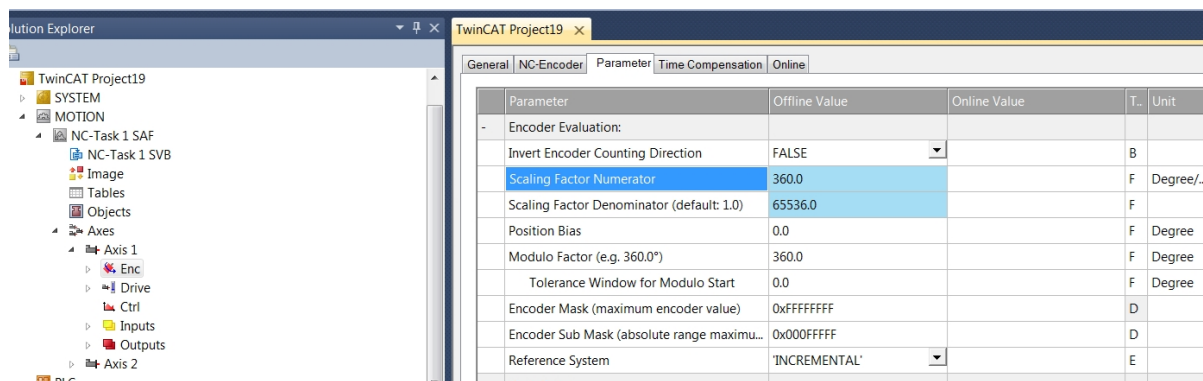 olution Explorer
TwinCAT Project19
SYSTEM
MOTION
NC-Task 1 SAF
NC-Task 1 SVB
Image
Tables
Objects
Axes
Axis 1
Enc
Drive
Ctrl
Inputs
Outputs
Axis 2
TwinCAT Project19
General NC-Encoder Parameter Time Compensation Online
Parameter Offline Value Online Value T.. Unit
- Encoder Evaluation:
Invert Encoder Counting Direction FALSE B
Scaling Factor Numerator 360.0 F Degree/..
Scaling Factor Denominator (default: 1.0) 65536.0 F
Position Bias 0.0 F Degree
Modulo Factor (e.g. 360.0°) 360.0 F Degree
Tolerance Window for Modulo Start 0.0 F Degree
Encoder Mask (maximum encoder value) 0xFFFFFFFF D
Encoder Sub Mask (absolute range maximu... 0x000FFFFF D
Reference System 'INCREMENTAL' E